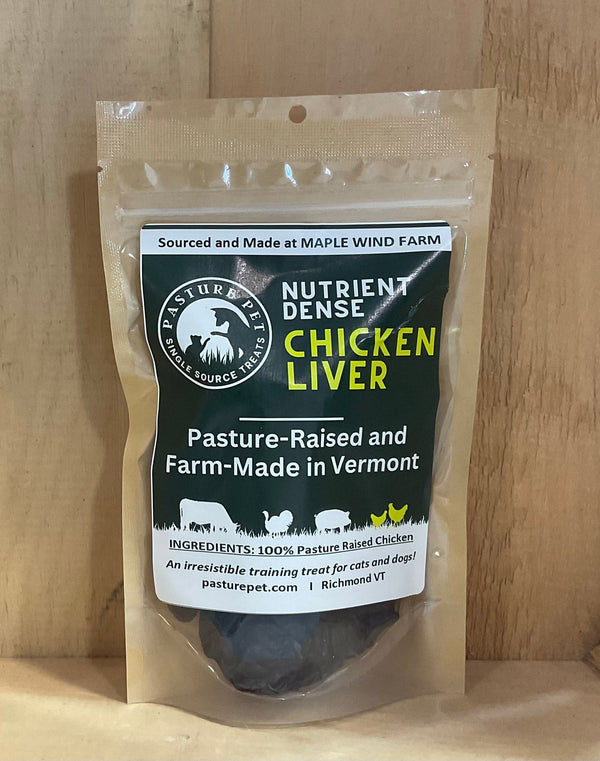 Sourced and Made at MAPLE WIND FARM
PASTURE PET
SINGLE SOURCE TREATS
NUTRIENT
DENSE
CHICKEN
LIVER
Pasture-Raised and
Farm-Made in Vermont
INGREDIENTS: 100% Pasture Raised Chicken
An irresistible training treat for cats and dogs!
pasturepet.com I Richmond VT